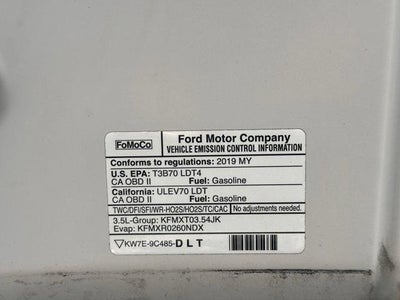 FoMoCo
Ford Motor Company
VEHICLE EMISSION CONTROL INFORMATION
Conforms to regulations: 2019 MY
U.S. EPA: T3B70 LDT4
CA OBD II Fuel: Gasoline
California: ULEV70 LDT
CA OBD II Fuel: Gasoline
TWC/DFI/SFI/WR-HO2S/HO2S/TC/CAC No adjustments needed.
3.5L-Group: KFMXT03.54JK
Evap: KFMXR0260NDX
KW7E-9C485-DLT